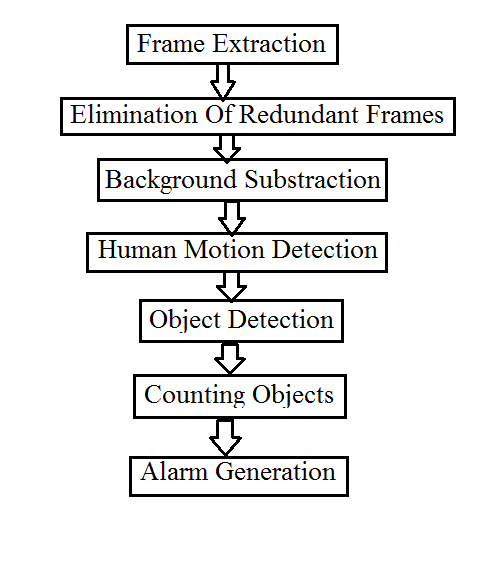 Frame Extraction
Elimination Of Redundant Frames
Background Substraction
Human Motion Detection
Object Detection
Counting Objects
Alarm Generation